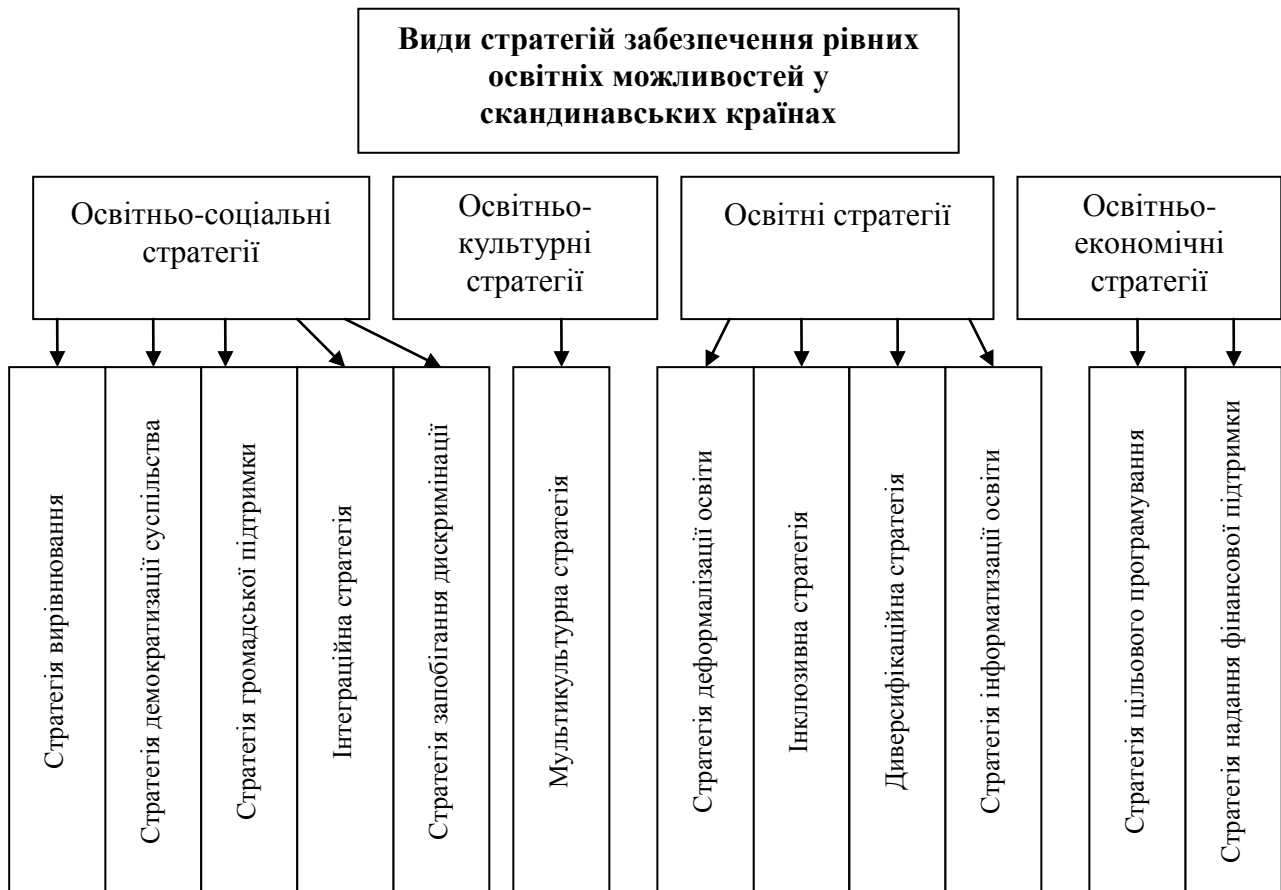 Види стратегій забезпечення рівних
освітніх можливостей у
скандинавських країнах
Освітньо-соціальні
стратегії
Освітньо-
культурні
стратегії
Освітні стратегії
Освітньо-
економічні
стратегії
Стратегія вирівнювання
Стратегія демократизації суспільства
Стратегія громадської підтримки
Інтеграційна стратегія
Стратегія запобігання дискримінації
Мультикультурна стратегія
Стратегія деформалізації освіти
Інклюзивна стратегія
Диверсифікаційна стратегія
Стратегія інформатизації освіти
Стратегія цільового програмування
Стратегія надання фінансової підтримки